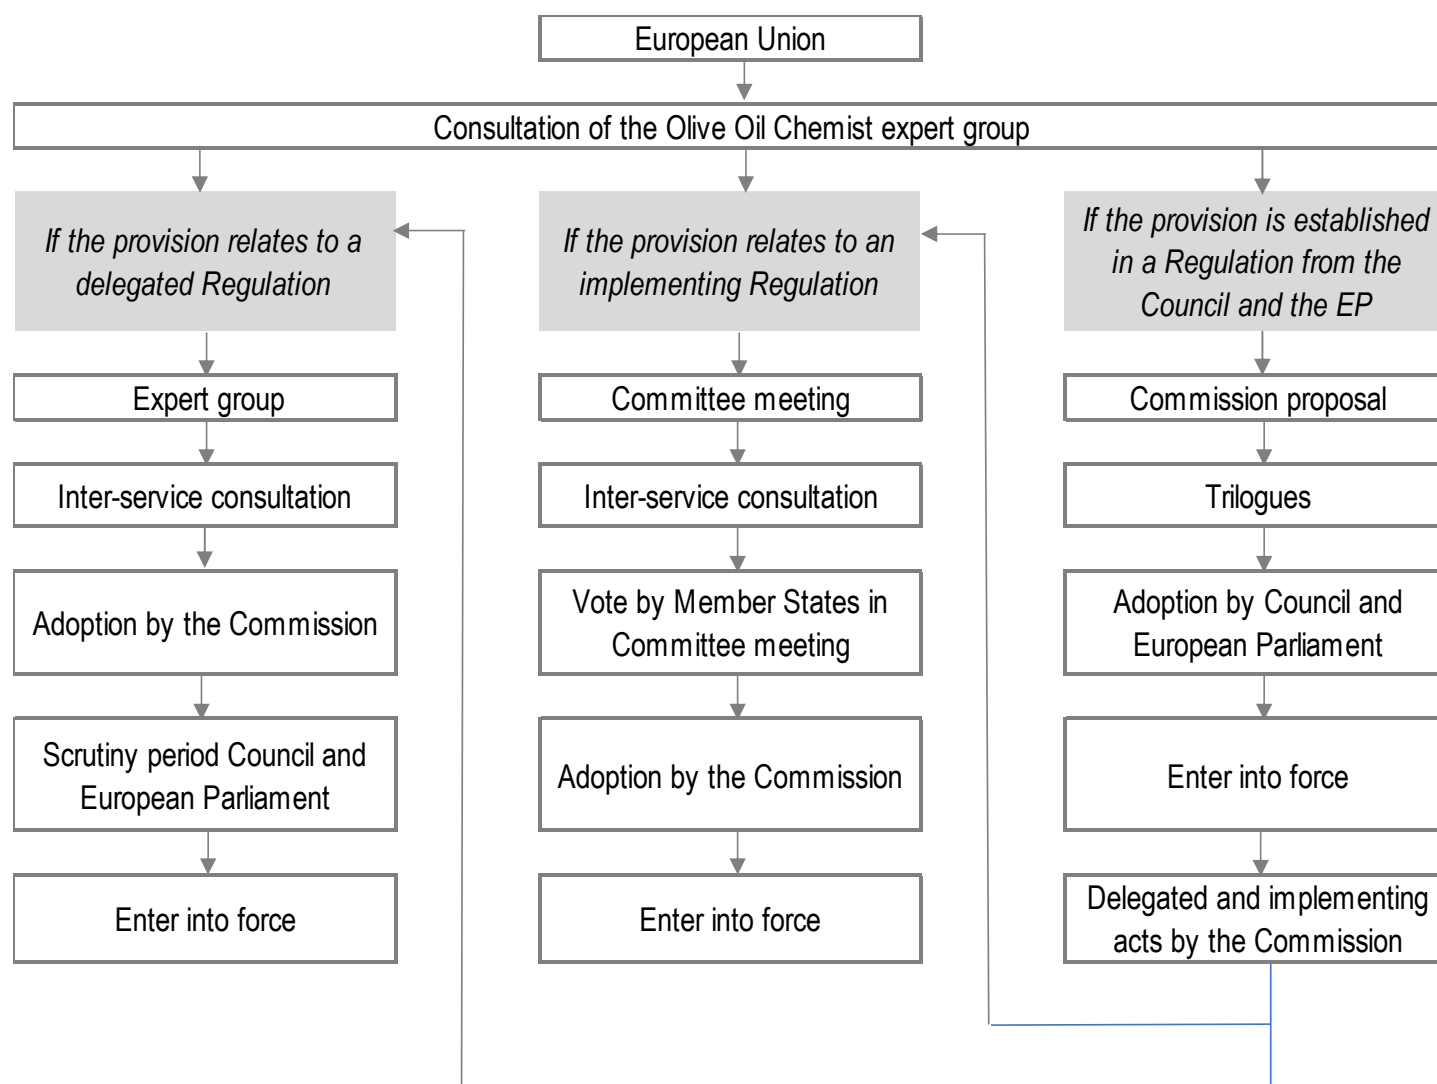 European Union
Consultation of the Olive Oil Chemist expert group
If the provision relates to a
delegated Regulation
If the provision relates to an
implementing Regulation
If the provision is established
in a Regulation from the
Council and the EP
Expert group
Committee meeting
Commission proposal
Inter-service consultation
Inter-service consultation
Trilogues
Adoption by the Commission
Vote by Member States in
Committee meeting
Adoption by Council and
European Parliament
Scrutiny period Council and
European Parliament
Adoption by the Commission
Enter into force
Enter into force
Enter into force
Delegated and implementing
acts by the Commission